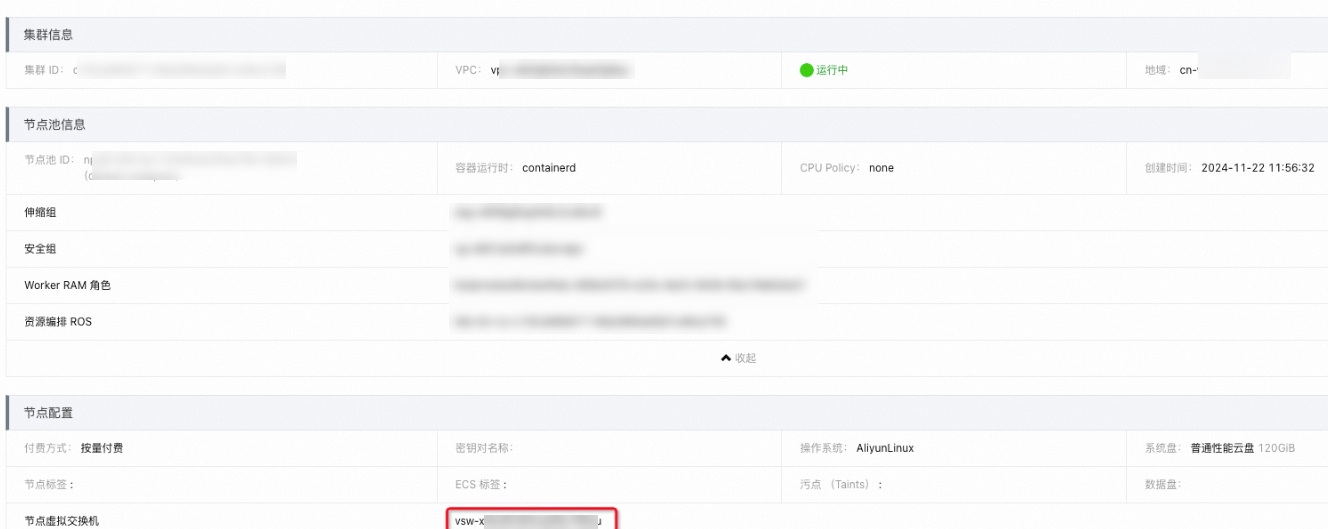 集群信息
集群 ID： VPC： 运行中 地域： cn-
节点池信息
节点池 ID： 容器运行时： containerd CPU Policy： none 创建时间： 2024-11-22 11:56:32
伸缩组
安全组
Worker RAM 角色
资源编排 ROS
收起
节点配置
付费方式： 按量付费 密钥对名称： 操作系统： AliyunLinux 系统盘： 普通性能云盘 120GiB
节点标签： ECS 标签： 污点 （Taints）： 数据盘：
节点虚拟交换机 vsw-x